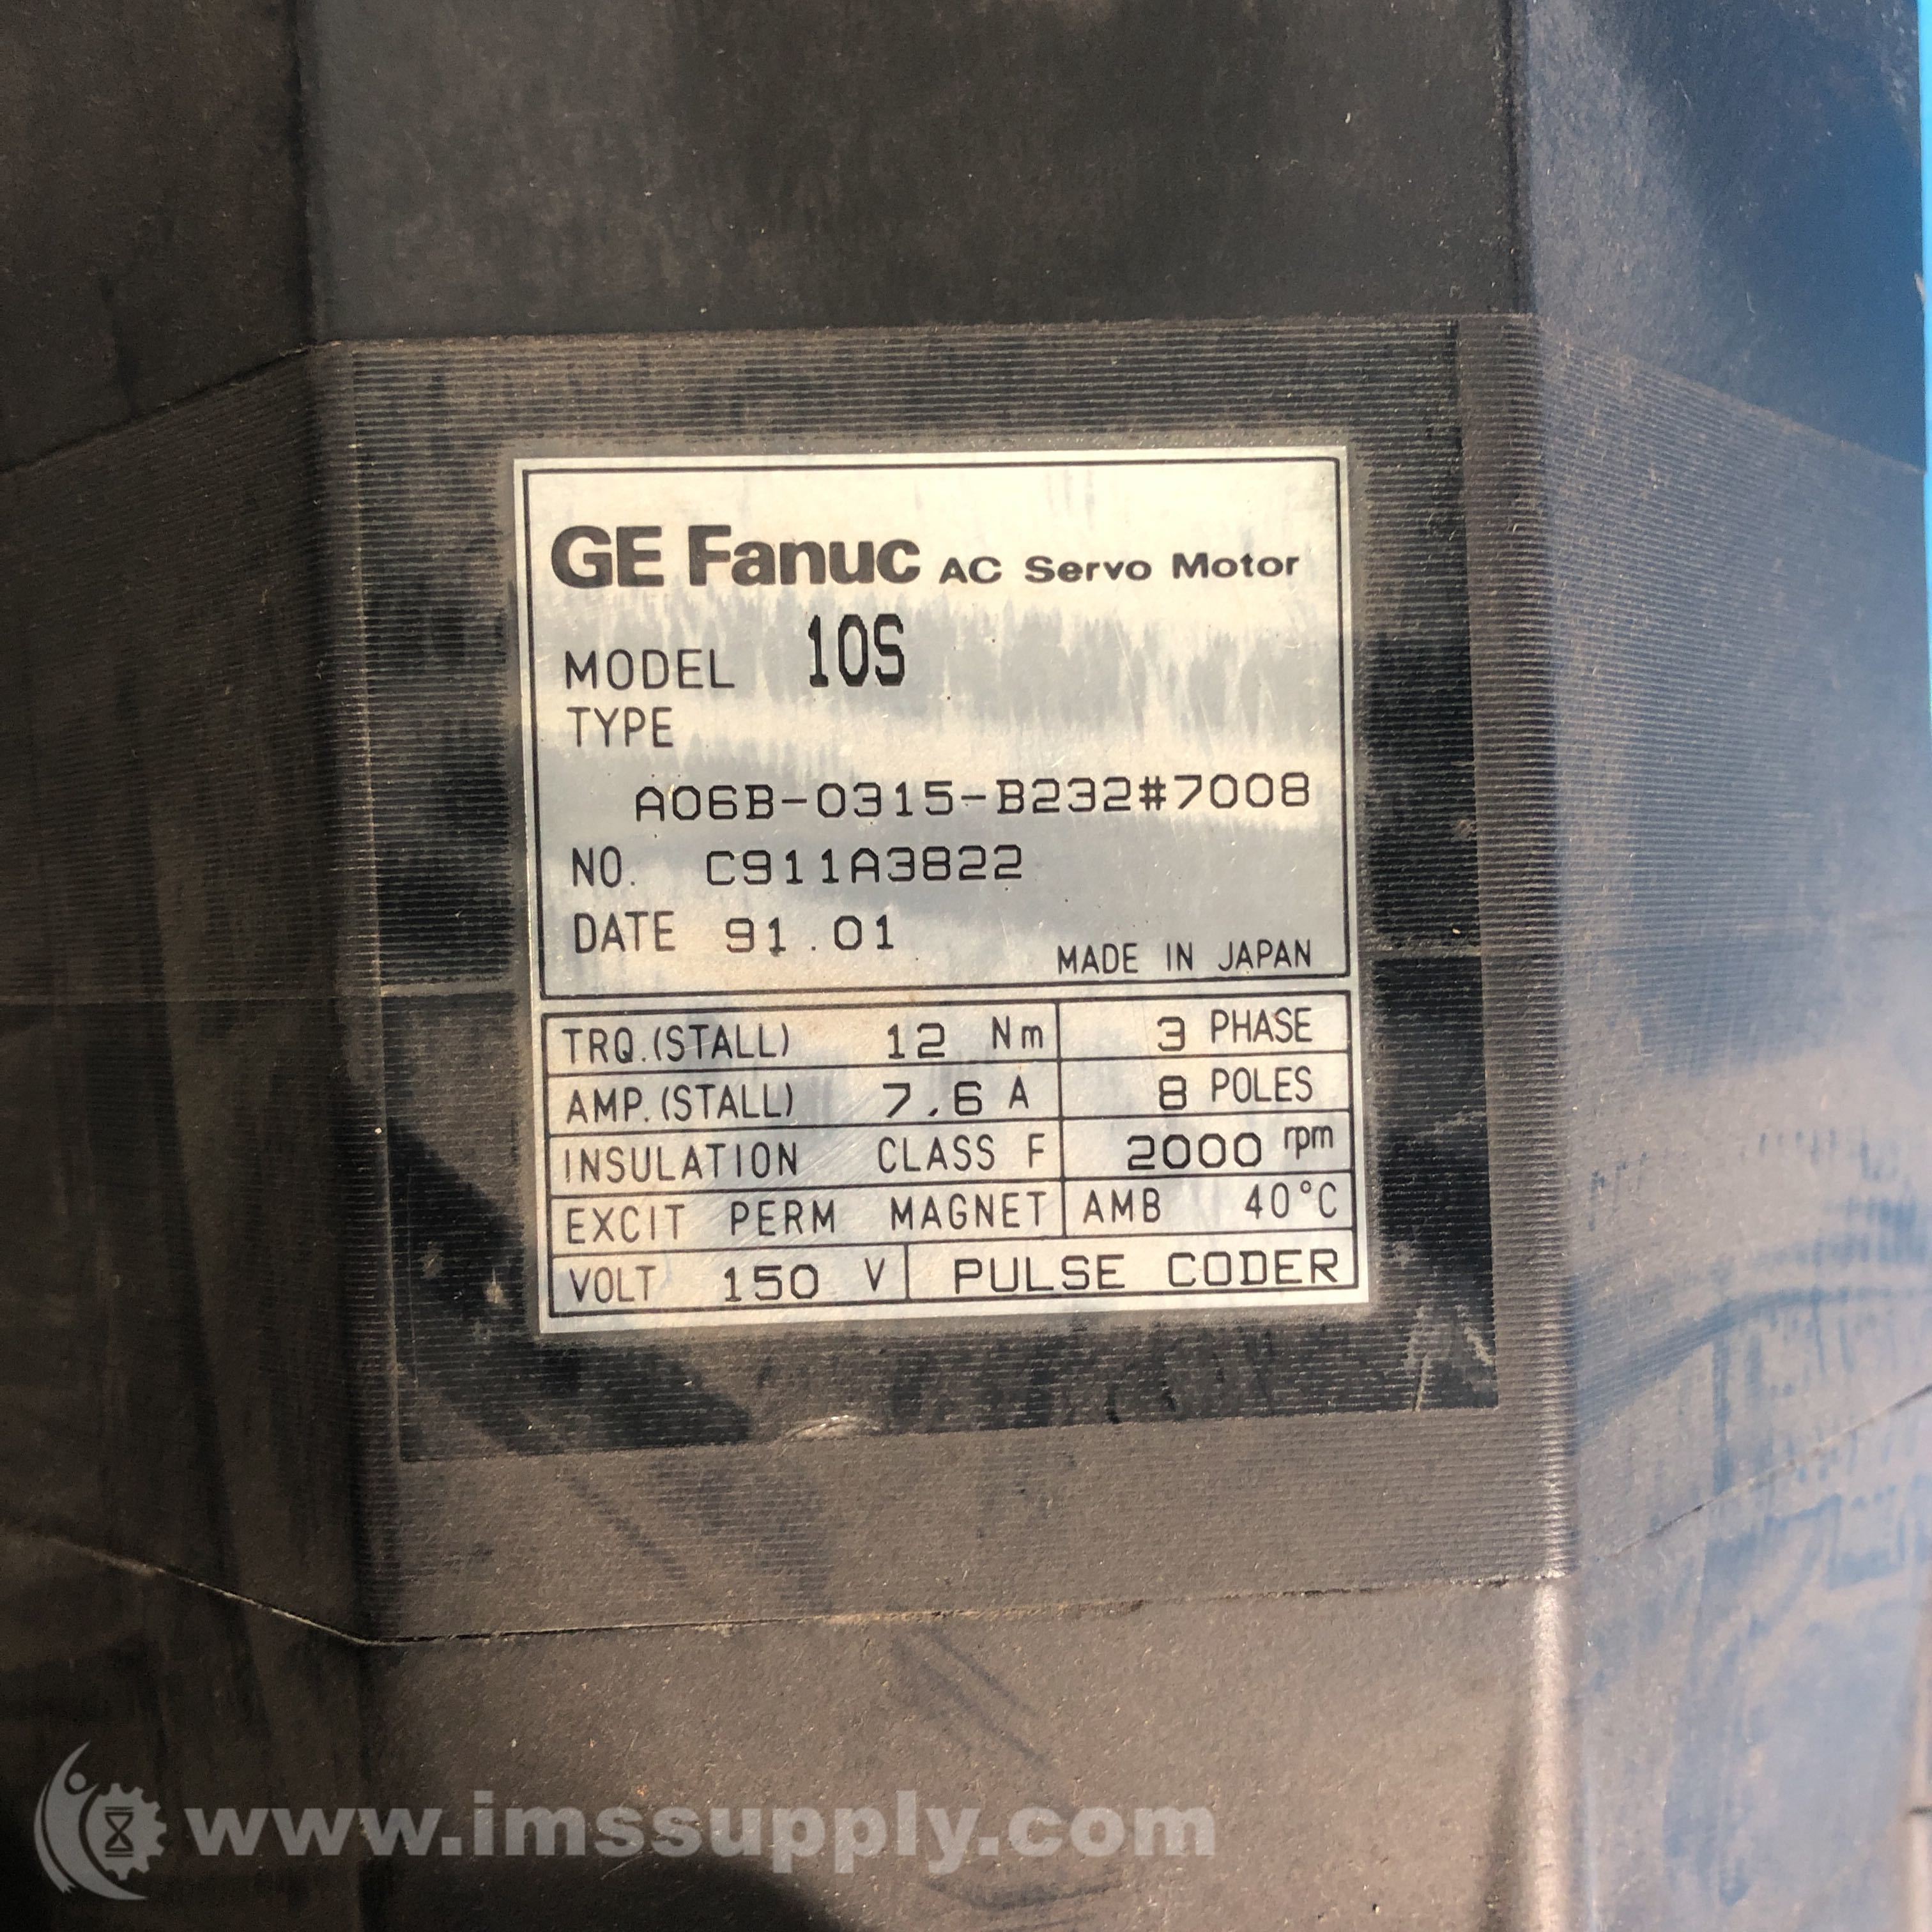 GE Fanuc AC Servo Motor
MODEL 10S
TYPE
A06B-0315-B232#7008
NO. C911A3822
DATE 91.01
MADE IN JAPAN
TRQ.(STALL) 12 Nm 3 PHASE
AMP.(STALL) 7.6 A 8 POLES
INSULATION CLASS F 2000 rpm
EXCIT PERM MAGNET AMB 40°C
VOLT 150 V PULSE CODER
www.imssupply.com